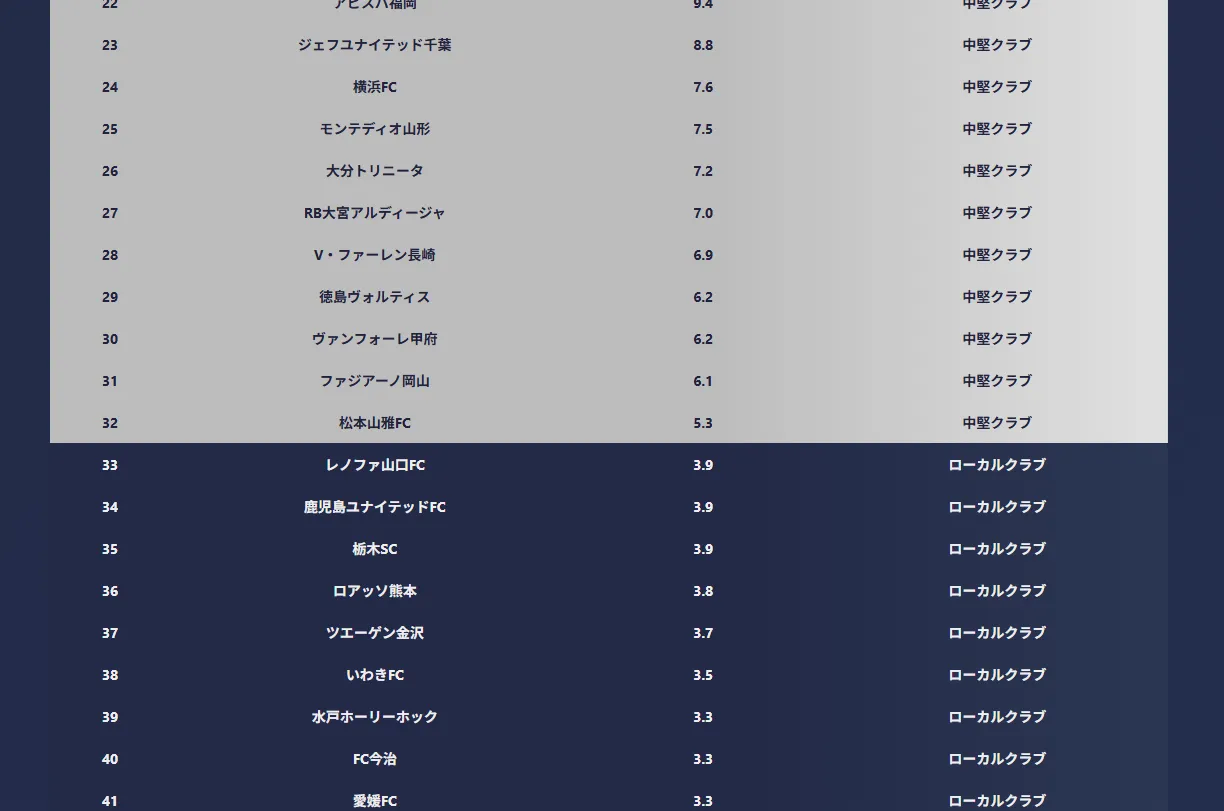 22 アビスパ福岡 9.4 中堅クラブ
23 ジェフユナイテッド千葉 8.8 中堅クラブ
24 横浜FC 7.6 中堅クラブ
25 モンテディオ山形 7.5 中堅クラブ
26 大分トリニータ 7.2 中堅クラブ
27 RB大宮アルディージャ 7.0 中堅クラブ
28 V・ファーレン長崎 6.9 中堅クラブ
29 徳島ヴォルティス 6.2 中堅クラブ
30 ヴァンフォーレ甲府 6.2 中堅クラブ
31 ファジアーノ岡山 6.1 中堅クラブ
32 松本山雅FC 5.3 中堅クラブ
33 レノファ山口FC 3.9 ローカルクラブ
34 鹿児島ユナイテッドFC 3.9 ローカルクラブ
35 栃木SC 3.9 ローカルクラブ
36 ロアッソ熊本 3.8 ローカルクラブ
37 ツエーゲン金沢 3.7 ローカルクラブ
38 いわきFC 3.5 ローカルクラブ
39 水戸ホーリーホック 3.3 ローカルクラブ
40 FC今治 3.3 ローカルクラブ
41 愛媛FC 3.3 ローカルクラブ